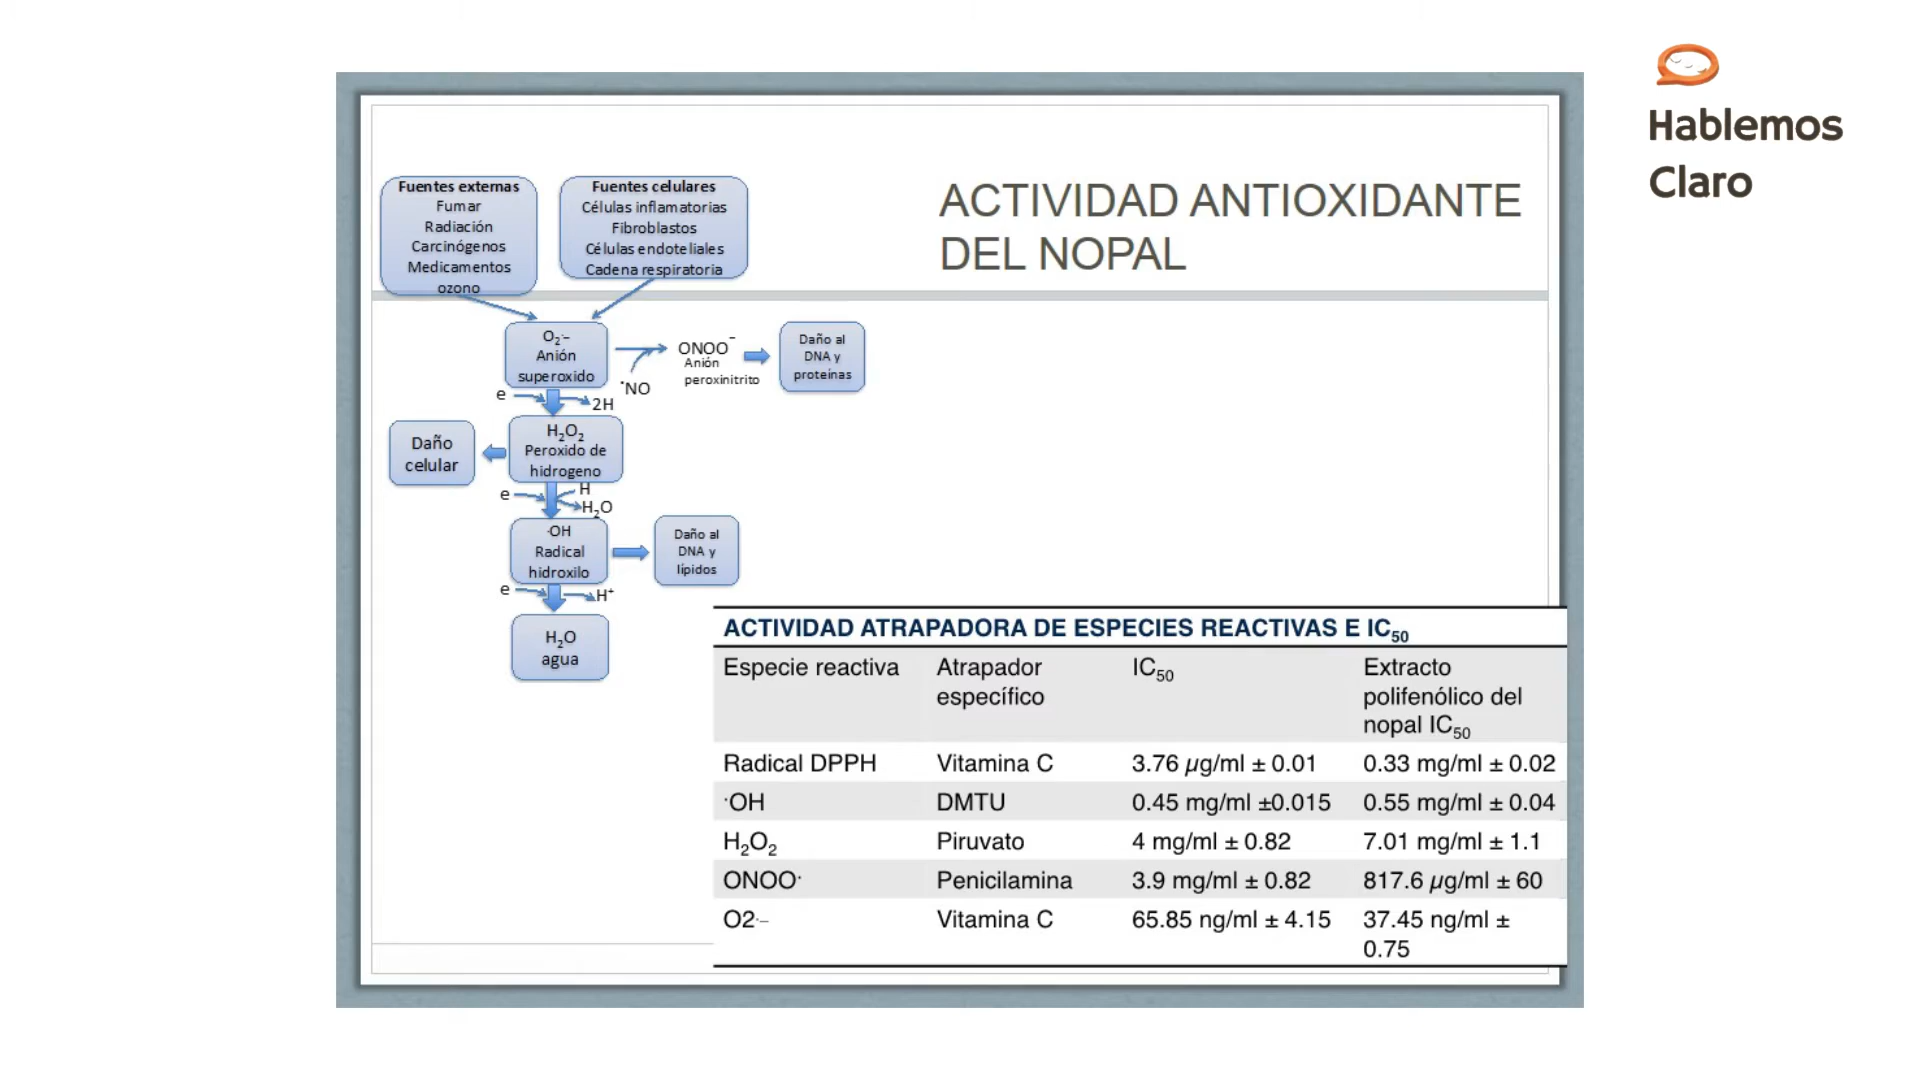 Hablemos
Claro
ACTIVIDAD ANTIOXIDANTE
DEL NOPAL
Fuentes externas
Fumar
Radiación
Carcinógenos
Medicamentos
ozono
Fuentes celulares
Células inflamatorias
Fibroblastos
Células endoteliales
Cadena respiratoria
O₂·–
Anión
superoxido
·NO
ONOO⁻
Anión
peroxinitrito
Daño al
DNA y
proteinas
e
2H
H₂O₂
Peroxido de
hidrogeno
Daño
celular
e
H
H₂O
·OH
Radical
hidroxilo
Daño al
DNA y
lípidos
e
H⁺
H₂O
agua
ACTIVIDAD ATRAPADORA DE ESPECIES REACTIVAS E IC₅₀
Especie reactiva
Atrapador
específico
IC₅₀
Extracto
polifenólico del
nopal IC₅₀
Radical DPPH Vitamina C 3.76 µg/ml ± 0.01 0.33 mg/ml ± 0.02
·OH DMTU 0.45 mg/ml ±0.015 0.55 mg/ml ± 0.04
H₂O₂ Piruvato 4 mg/ml ± 0.82 7.01 mg/ml ± 1.1
ONOO· Penicilamina 3.9 mg/ml ± 0.82 817.6 µg/ml ± 60
O2·– Vitamina C 65.85 ng/ml ± 4.15 37.45 ng/ml ±
0.75